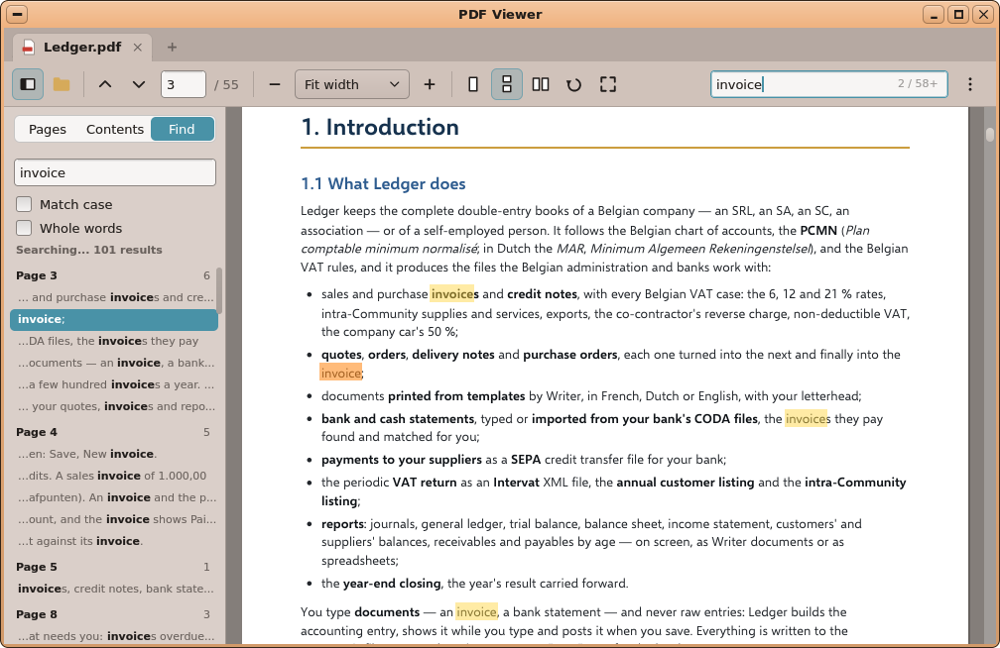 PDF Viewer
Ledger.pdf
3 / 55
Fit width
invoice 2 / 58+
Pages Contents Find
invoice
Match case
Whole words
Searching... 101 results
Page 3 6
... and purchase invoices and cre...
invoice;
...DA files, the invoices they pay
...ocuments — an invoice, a bank...
...a few hundred invoices a year. ...
... your quotes, invoices and repo...
Page 4 5
...en: Save, New invoice.
...dits. A sales invoice of 1.000,00
...afpunten). An invoice and the p...
...ount, and the invoice shows Pai...
...t against its invoice.
Page 5 1
invoices, credit notes, bank state...
Page 8 3
...at needs you: invoices overdue...
1. Introduction
1.1 What Ledger does
Ledger keeps the complete double-entry books of a Belgian company — an SRL, an SA, an SC, an
association — or of a self-employed person. It follows the Belgian chart of accounts, the PCMN (Plan
comptable minimum normalisé; in Dutch the MAR, Minimum Algemeen Rekeningenstelsel), and the Belgian
VAT rules, and it produces the files the Belgian administration and banks work with:
• sales and purchase invoices and credit notes, with every Belgian VAT case: the 6, 12 and 21 % rates,
intra-Community supplies and services, exports, the co-contractor's reverse charge, non-deductible VAT,
the company car's 50 %;
• quotes, orders, delivery notes and purchase orders, each one turned into the next and finally into the
invoice;
• documents printed from templates by Writer, in French, Dutch or English, with your letterhead;
• bank and cash statements, typed or imported from your bank's CODA files, the invoices they pay
found and matched for you;
• payments to your suppliers as a SEPA credit transfer file for your bank;
• the periodic VAT return as an Intervat XML file, the annual customer listing and the intra-Community
listing;
• reports: journals, general ledger, trial balance, balance sheet, income statement, customers' and
suppliers' balances, receivables and payables by age — on screen, as Writer documents or as
spreadsheets;
• the year-end closing, the year's result carried forward.
You type documents — an invoice, a bank statement — and never raw entries: Ledger builds the
accounting entry, shows it while you type and posts it when you save. Everything is written to the